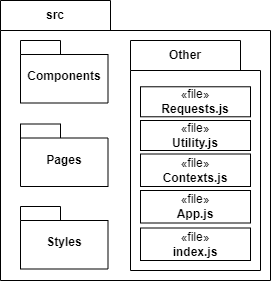 src
Components
Pages
Styles
Other
«file»
Requests.js
«file»
Utility.js
«file»
Contexts.js
«file»
App.js
«file»
index.js